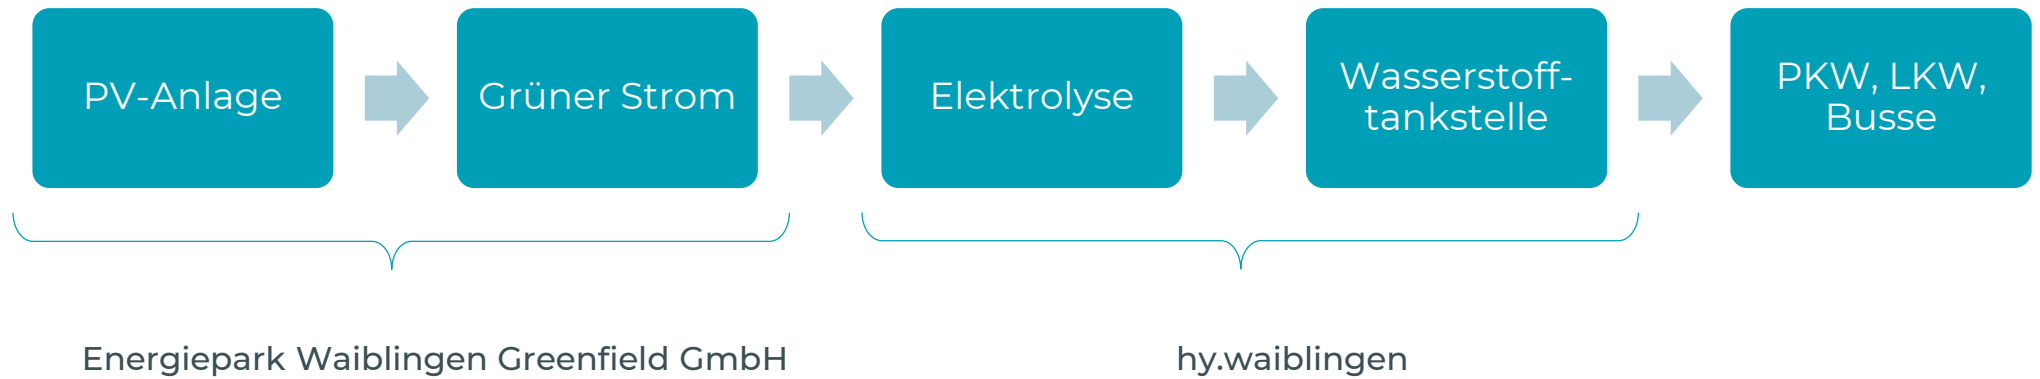 PV-Anlage
Grüner Strom
Elektrolyse
Wasserstoff-
tankstelle
PKW, LKW,
Busse
Energiepark Waiblingen Greenfield GmbH
hy.waiblingen